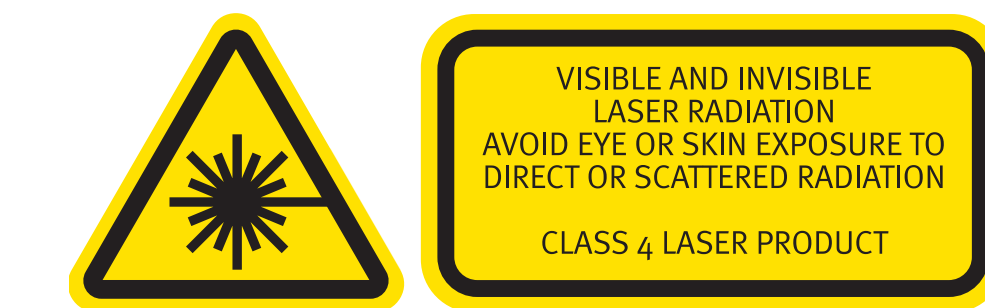 VISIBLE AND INVISIBLE
LASER RADIATION
AVOID EYE OR SKIN EXPOSURE TO
DIRECT OR SCATTERED RADIATION
CLASS 4 LASER PRODUCT